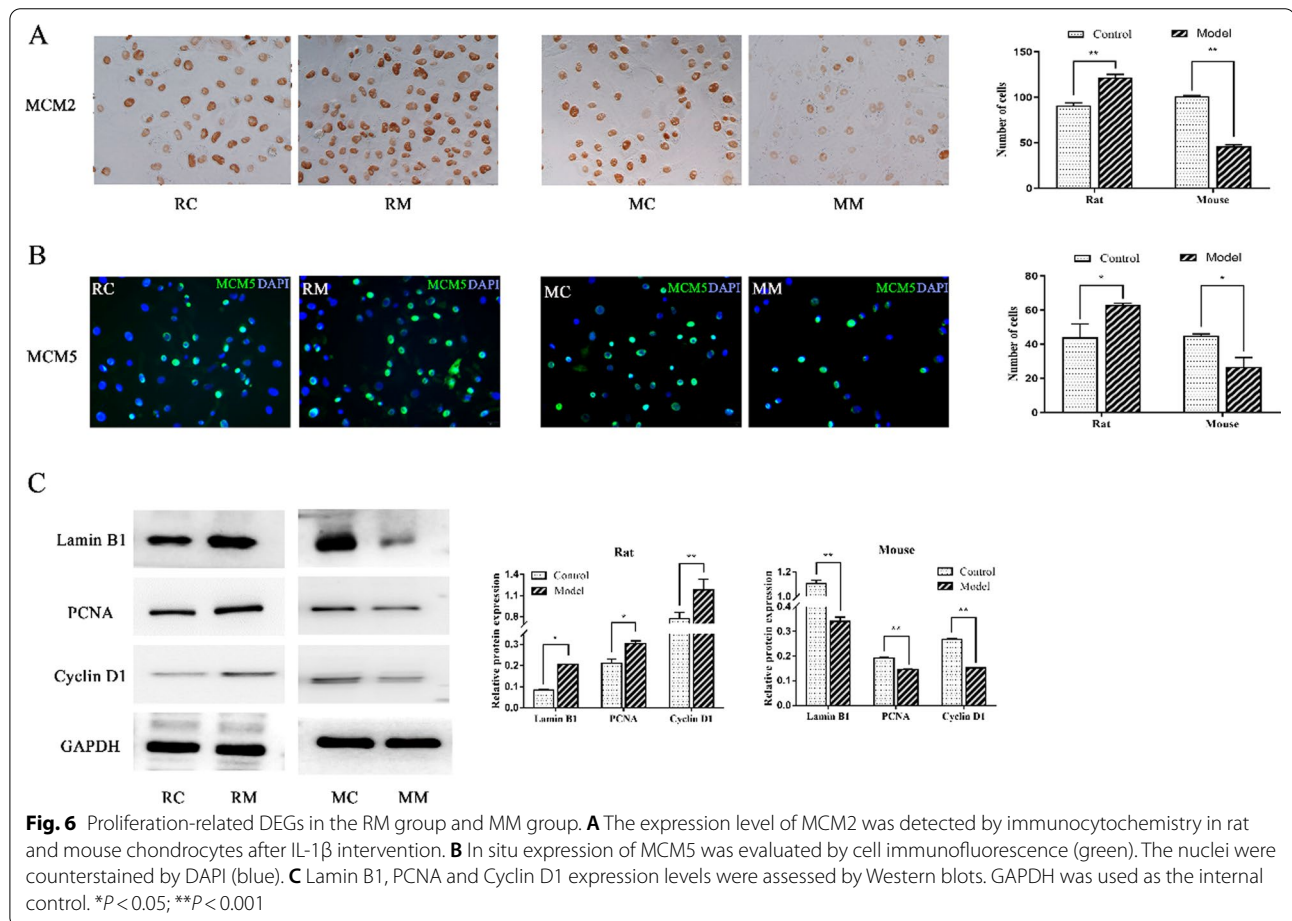 A
MCM2
RC
RM
MC
MM
Control Model
Number of cells
150
100
50
0
**
**
Rat
Mouse
B
MCM5
RC
MCM5 DAPI
RM
MCM5 DAPI
MC
MCM5 DAPI
MM
MCM5 DAPI
Control Model
Number of cells
80
60
40
20
0
*
*
Rat
Mouse
C
Lamin B1
PCNA
Cyclin D1
GAPDH
RC
RM
MC
MM
Rat
Control
Model
Relative protein expression
1.4
1.1
0.8
0.3
0.2
0.1
0.0
*
*
**
Lamin B1
PCNA
Cyclin D1
Mouse
Control
Model
Relative protein expression
1.2
1.0
0.4
0.3
0.2
0.1
0.0
**
**
**
Lamin B1
PCNA
Cyclin D1
Fig. 6 Proliferation-related DEGs in the RM group and MM group. A The expression level of MCM2 was detected by immunocytochemistry in rat
and mouse chondrocytes after IL-1β intervention. B In situ expression of MCM5 was evaluated by cell immunofluorescence (green). The nuclei were
counterstained by DAPI (blue). C Lamin B1, PCNA and Cyclin D1 expression levels were assessed by Western blots. GAPDH was used as the internal
control. *P < 0.05; **P < 0.001